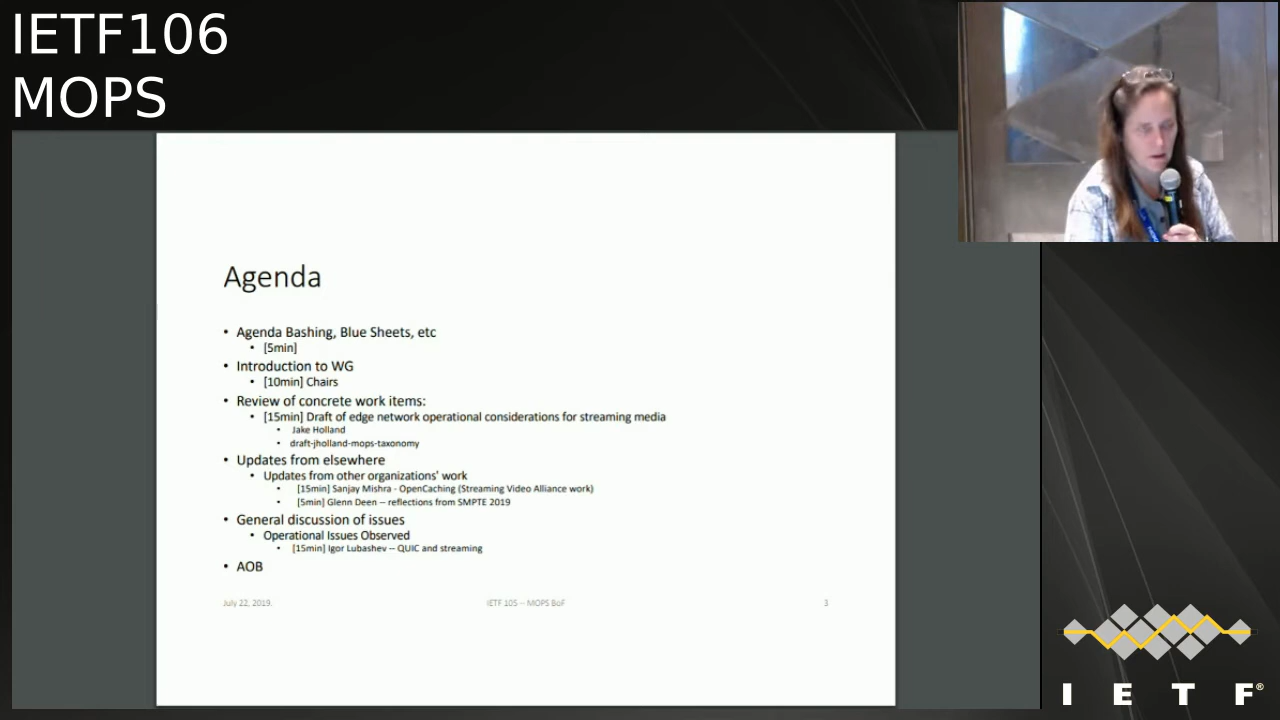 IETF106
MOPS
Agenda
• Agenda Bashing, Blue Sheets, etc
• [5min]
• Introduction to WG
• [10min] Chairs
• Review of concrete work items:
• [15min] Draft of edge network operational considerations for streaming media
• Jake Holland
• draft-jholland-mops-taxonomy
• Updates from elsewhere
• Updates from other organizations' work
• [15min] Sanjay Mishra - OpenCaching (Streaming Video Alliance work)
• [5min] Glenn Deen -- reflections from SMPTE 2019
• General discussion of issues
• Operational Issues Observed
• [15min] Igor Lubashev -- QUIC and streaming
• AOB
July 22, 2019. IETF 105 -- MOPS BoF 3
I E T F®